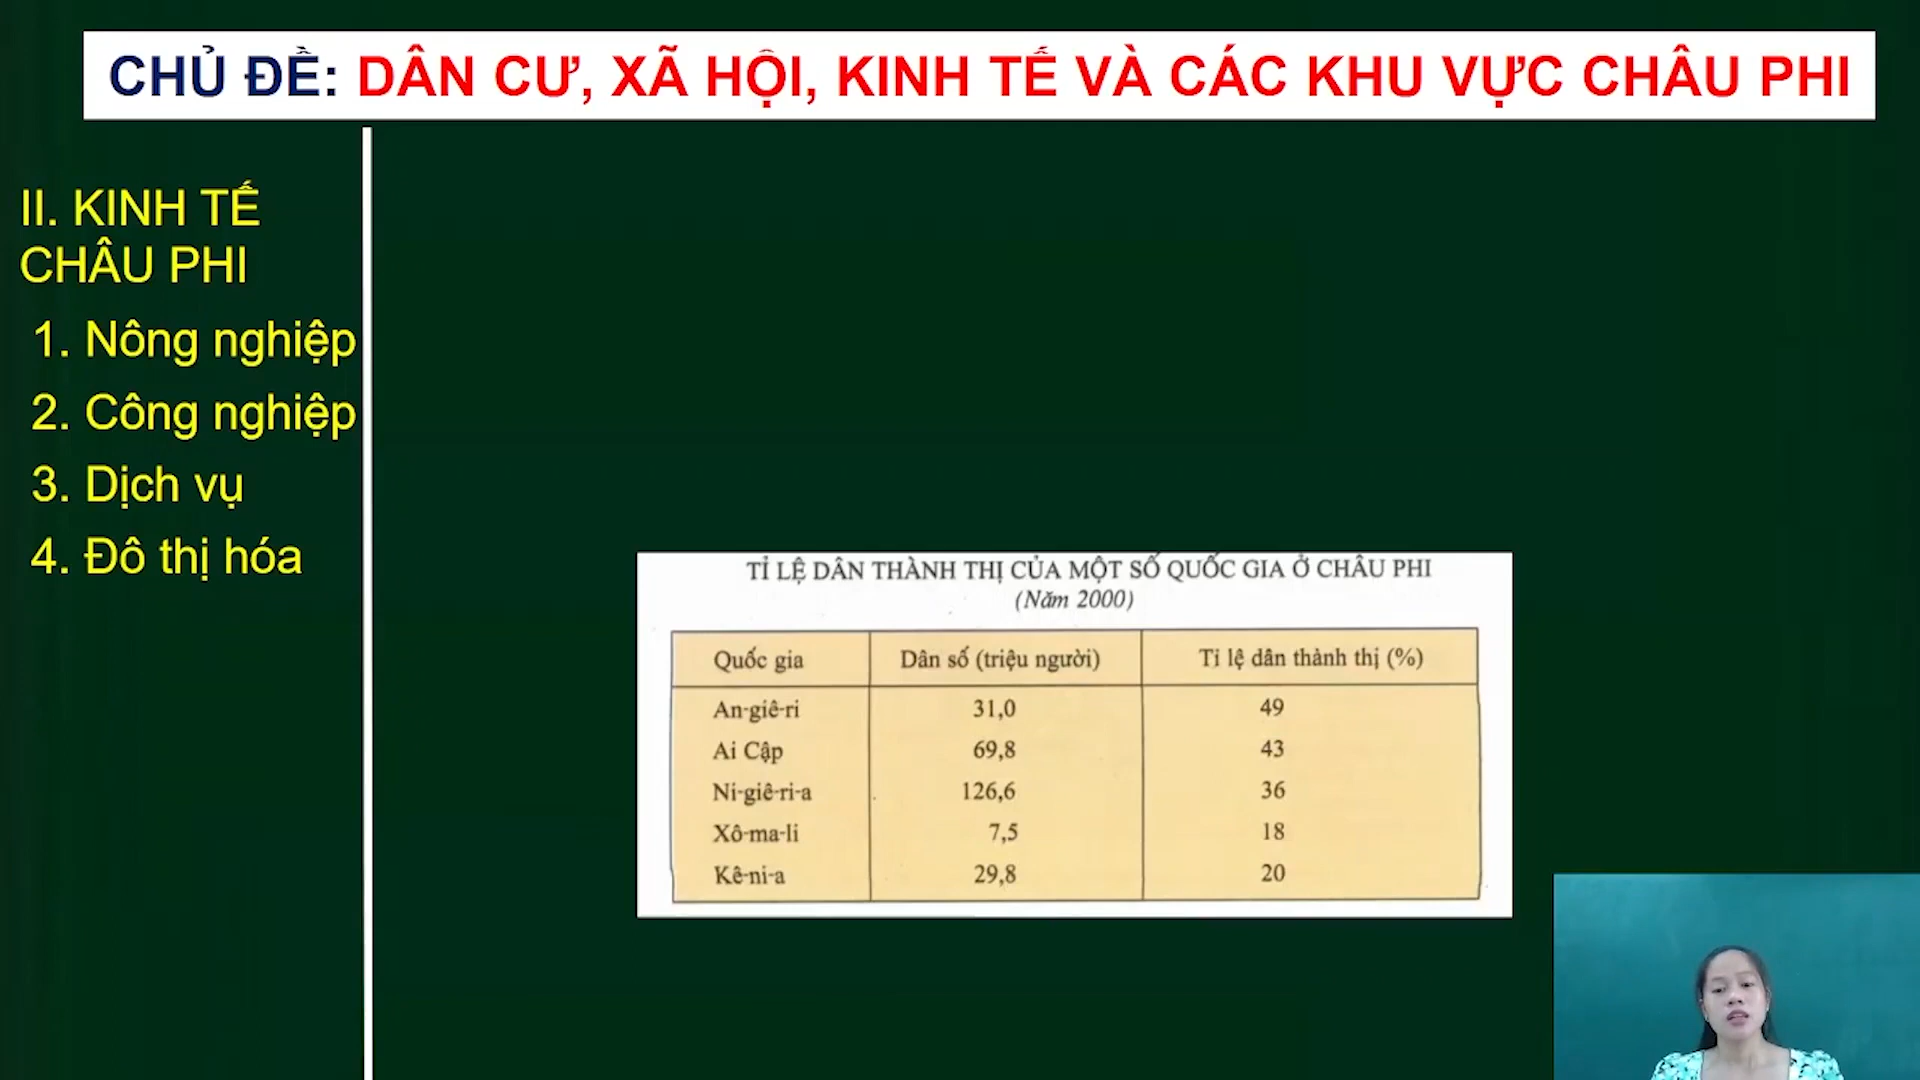 CHỦ ĐỀ: DÂN CƯ, XÃ HỘI, KINH TẾ VÀ CÁC KHU VỰC CHÂU PHI
II. KINH TẾ
CHÂU PHI
1. Nông nghiệp
2. Công nghiệp
3. Dịch vụ
4. Đô thị hóa
TỈ LỆ DÂN THÀNH THỊ CỦA MỘT SỐ QUỐC GIA Ở CHÂU PHI
(Năm 2000)
Quốc gia Dân số (triệu người) Tỉ lệ dân thành thị (%)
An-giê-ri 31,0 49
Ai Cập 69,8 43
Ni-giê-ri-a 126,6 36
Xô-ma-li 7,5 18
Kê-ni-a 29,8 20